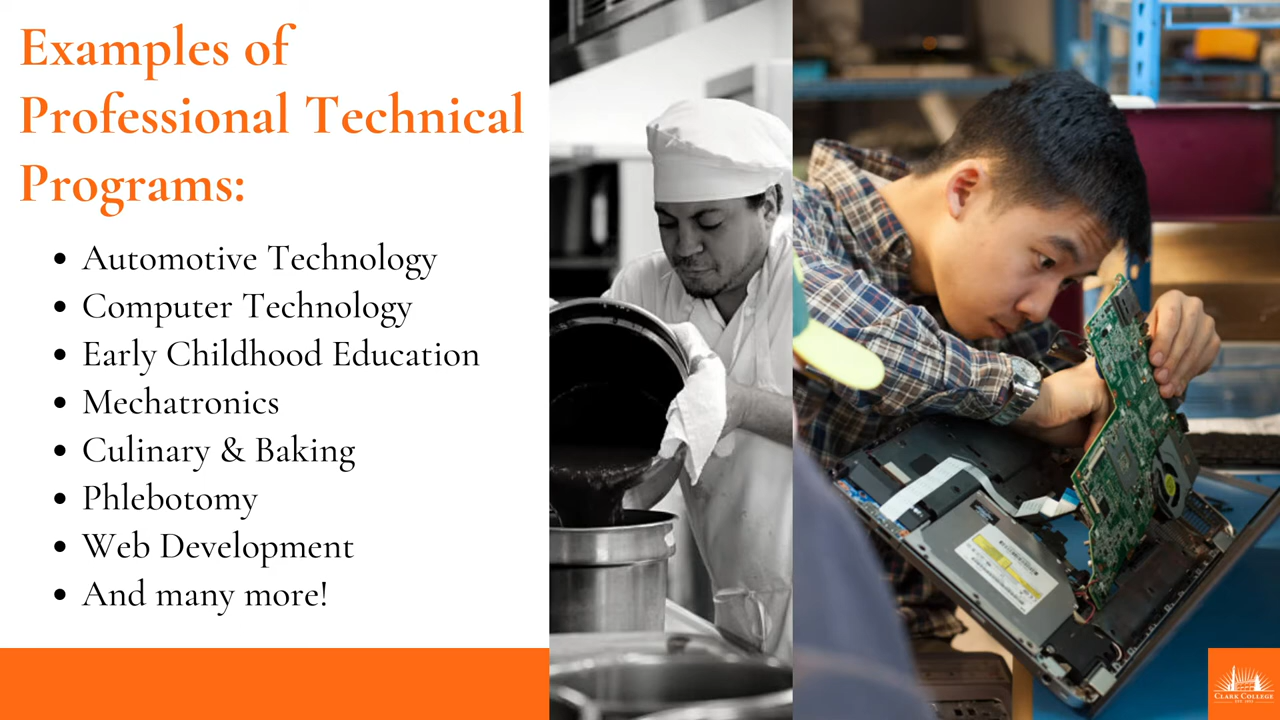 Examples of
Professional Technical
Programs:
Automotive Technology
Computer Technology
Early Childhood Education
Mechatronics
Culinary & Baking
Phlebotomy
Web Development
And many more!
CLARK COLLEGE